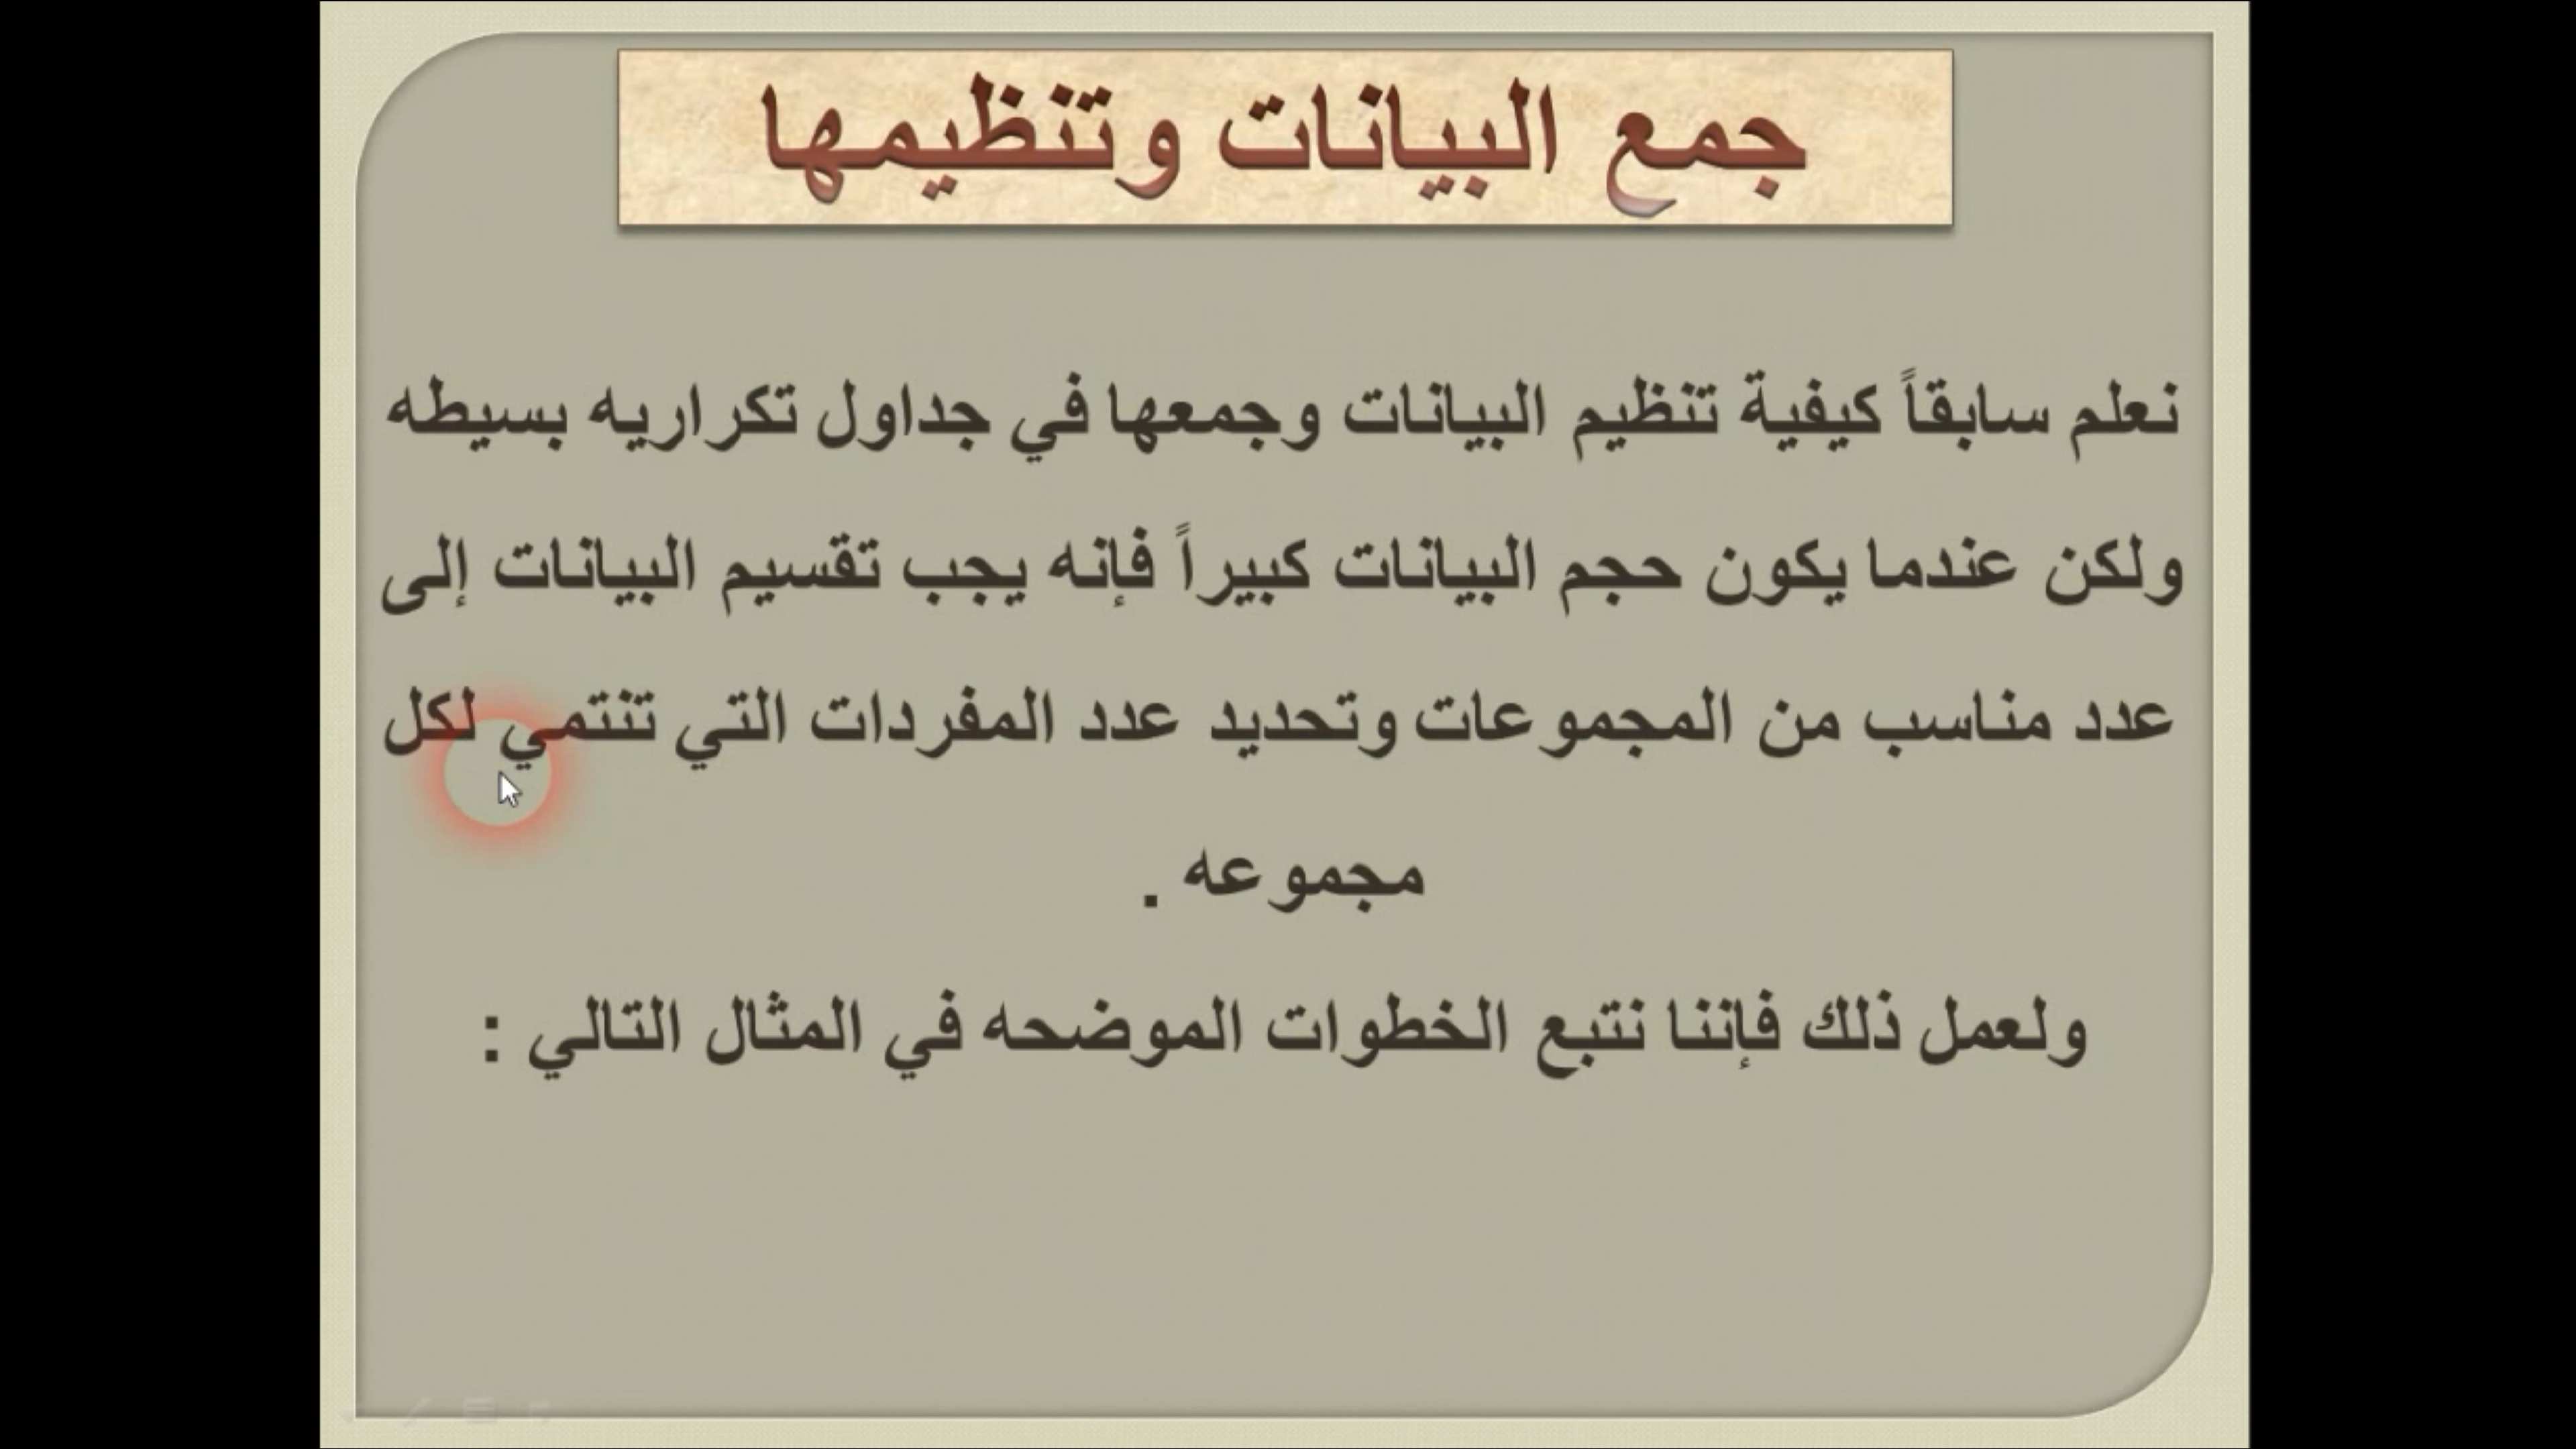 جمع البيانات وتنظيمها
نعلم سابقاً كيفية تنظيم البيانات وجمعها في جداول تكراريه بسيطه
ولكن عندما يكون حجم البيانات كبيراً فإنه يجب تقسيم البيانات إلى
عدد مناسب من المجموعات وتحديد عدد المفردات التي تنتمي لكل
مجموعه .
ولعمل ذلك فإننا نتبع الخطوات الموضحه في المثال التالي :